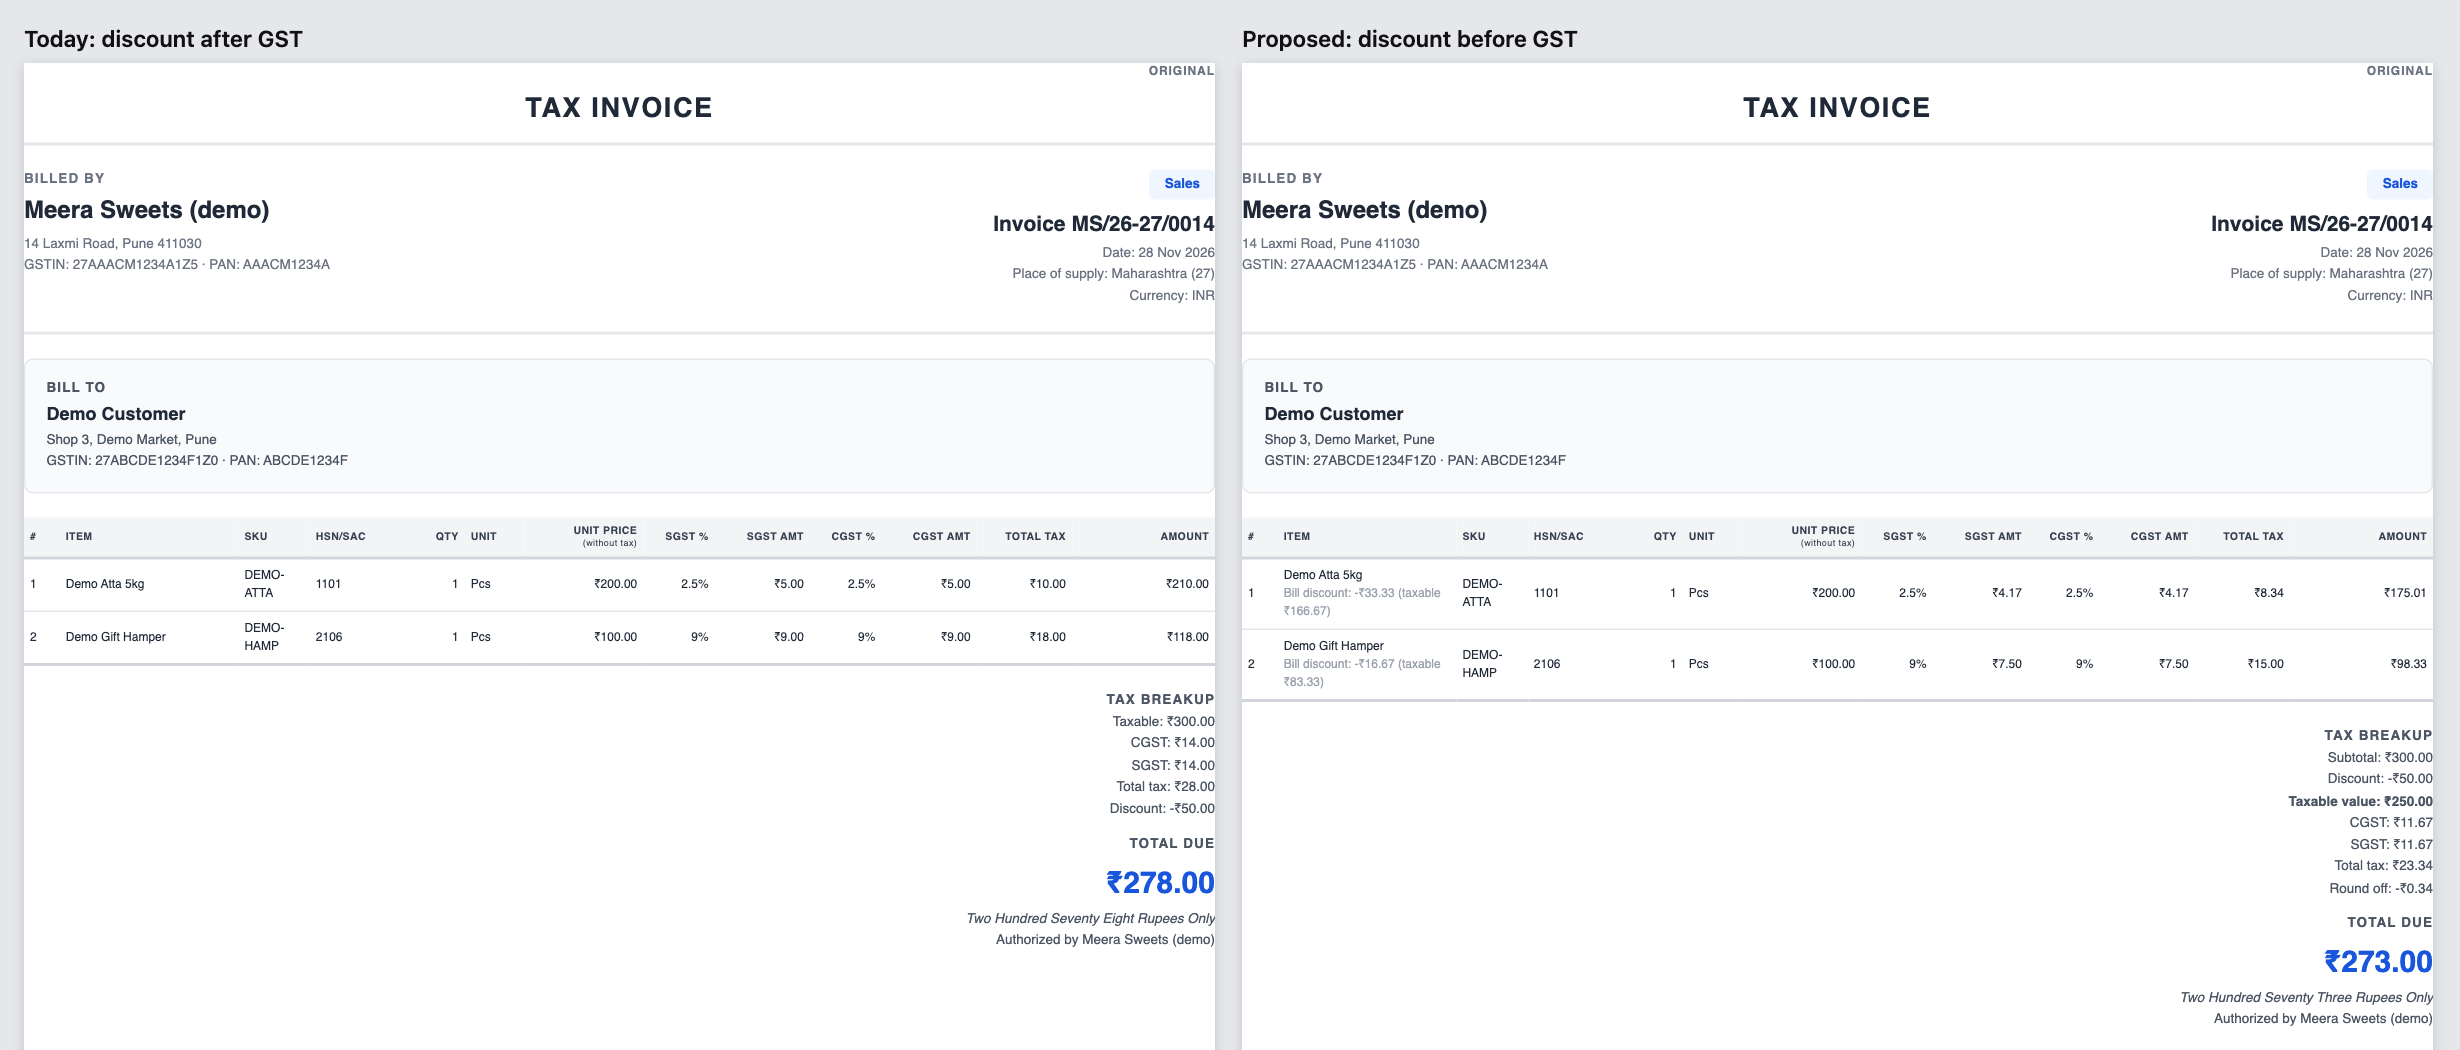 Today: discount after GST
ORIGINAL
TAX INVOICE
BILLED BY
Meera Sweets (demo)
14 Laxmi Road, Pune 411030
GSTIN: 27AAACM1234A1Z5 · PAN: AAACM1234A
Sales
Invoice MS/26-27/0014
Date: 28 Nov 2026
Place of supply: Maharashtra (27)
Currency: INR
BILL TO
Demo Customer
Shop 3, Demo Market, Pune
GSTIN: 27ABCDE1234F1Z0 · PAN: ABCDE1234F
# ITEM SKU HSN/SAC QTY UNIT UNIT PRICE (without tax) SGST % SGST AMT CGST % CGST AMT TOTAL TAX AMOUNT
1 Demo Atta 5kg DEMO-ATTA 1101 1 Pcs ₹200.00 2.5% ₹5.00 2.5% ₹5.00 ₹10.00 ₹210.00
2 Demo Gift Hamper DEMO-HAMP 2106 1 Pcs ₹100.00 9% ₹9.00 9% ₹9.00 ₹18.00 ₹118.00
TAX BREAKUP
Taxable: ₹300.00
CGST: ₹14.00
SGST: ₹14.00
Total tax: ₹28.00
Discount: -₹50.00
TOTAL DUE
₹278.00
Two Hundred Seventy Eight Rupees Only
Authorized by Meera Sweets (demo)
Proposed: discount before GST
ORIGINAL
TAX INVOICE
BILLED BY
Meera Sweets (demo)
14 Laxmi Road, Pune 411030
GSTIN: 27AAACM1234A1Z5 · PAN: AAACM1234A
Sales
Invoice MS/26-27/0014
Date: 28 Nov 2026
Place of supply: Maharashtra (27)
Currency: INR
BILL TO
Demo Customer
Shop 3, Demo Market, Pune
GSTIN: 27ABCDE1234F1Z0 · PAN: ABCDE1234F
# ITEM SKU HSN/SAC QTY UNIT UNIT PRICE (without tax) SGST % SGST AMT CGST % CGST AMT TOTAL TAX AMOUNT
1 Demo Atta 5kg Bill discount: -₹33.33 (taxable ₹166.67) DEMO-ATTA 1101 1 Pcs ₹200.00 2.5% ₹4.17 2.5% ₹4.17 ₹8.34 ₹175.01
2 Demo Gift Hamper Bill discount: -₹16.67 (taxable ₹83.33) DEMO-HAMP 2106 1 Pcs ₹100.00 9% ₹7.50 9% ₹7.50 ₹15.00 ₹98.33
TAX BREAKUP
Subtotal: ₹300.00
Discount: -₹50.00
Taxable value: ₹250.00
CGST: ₹11.67
SGST: ₹11.67
Total tax: ₹23.34
Round off: -₹0.34
TOTAL DUE
₹273.00
Two Hundred Seventy Three Rupees Only
Authorized by Meera Sweets (demo)